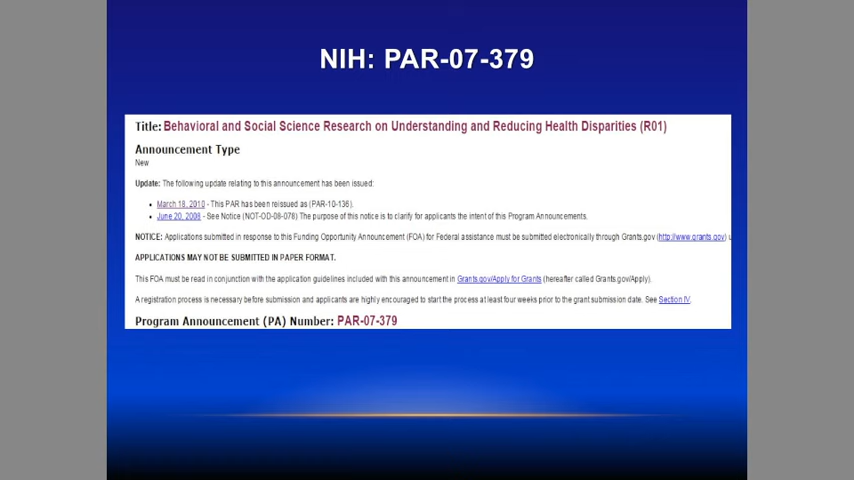 NIH: PAR-07-379
Title: Behavioral and Social Science Research on Understanding and Reducing Health Disparities (R01)
Announcement Type
New
Update: The following update relating to this announcement has been issued:
• March 18, 2010 - This PAR has been reissued as (PAR-10-136).
• June 20, 2008 - See Notice (NOT-OD-08-078) The purpose of this notice is to clarify for applicants the intent of this Program Announcements.
NOTICE: Applications submitted in response to this Funding Opportunity Announcement (FOA) for Federal assistance must be submitted electronically through Grants.gov (http://www.grants.gov)
APPLICATIONS MAY NOT BE SUBMITTED IN PAPER FORMAT.
This FOA must be read in conjunction with the application guidelines included with this announcement in Grants.gov/Apply for Grants (hereafter called Grants.gov/Apply).
A registration process is necessary before submission and applicants are highly encouraged to start the process at least four weeks prior to the grant submission date. See Section IV.
Program Announcement (PA) Number: PAR-07-379